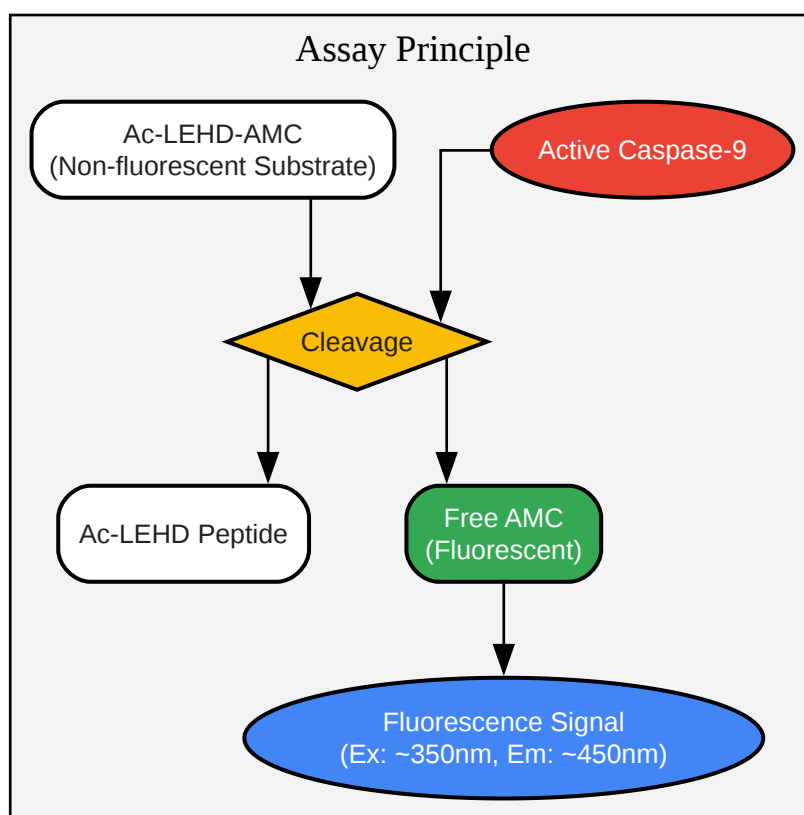 Assay Principle
Ac-LEHD-AMC
(Non-fluorescent Substrate)
Active Caspase-9
Cleavage
Ac-LEHD Peptide
Free AMC
(Fluorescent)
Fluorescence Signal
(Ex: ~350nm, Em: ~450nm)